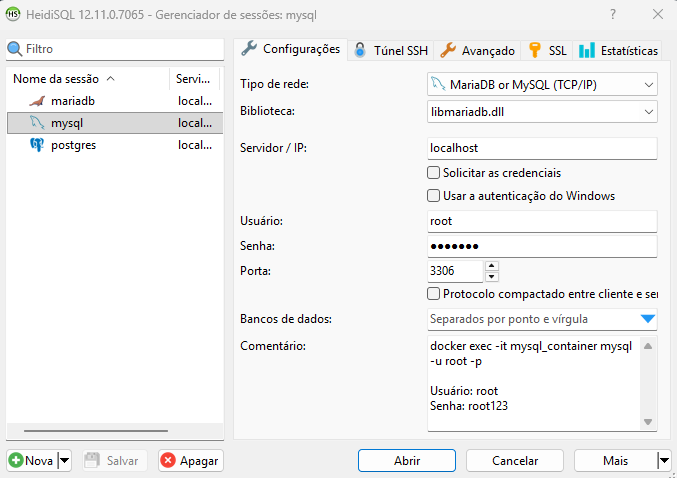 HeidiSQL 12.11.0.7065 - Gerenciador de sessões: mysql
Filtro
Nome da sessão Servi...
mariadb local...
mysql local...
postgres local...
Configurações Túnel SSH Avançado SSL Estatísticas
Tipo de rede: MariaDB or MySQL (TCP/IP)
Biblioteca: libmariadb.dll
Servidor / IP: localhost
Solicitar as credenciais
Usar a autenticação do Windows
Usuário: root
Senha: ●●●●●●●
Porta: 3306
Protocolo compactado entre cliente e ser
Bancos de dados: Separados por ponto e vírgula
Comentário: docker exec -it mysql_container mysql
-u root -p
Usuário: root
Senha: root123
Nova Salvar Apagar Abrir Cancelar Mais